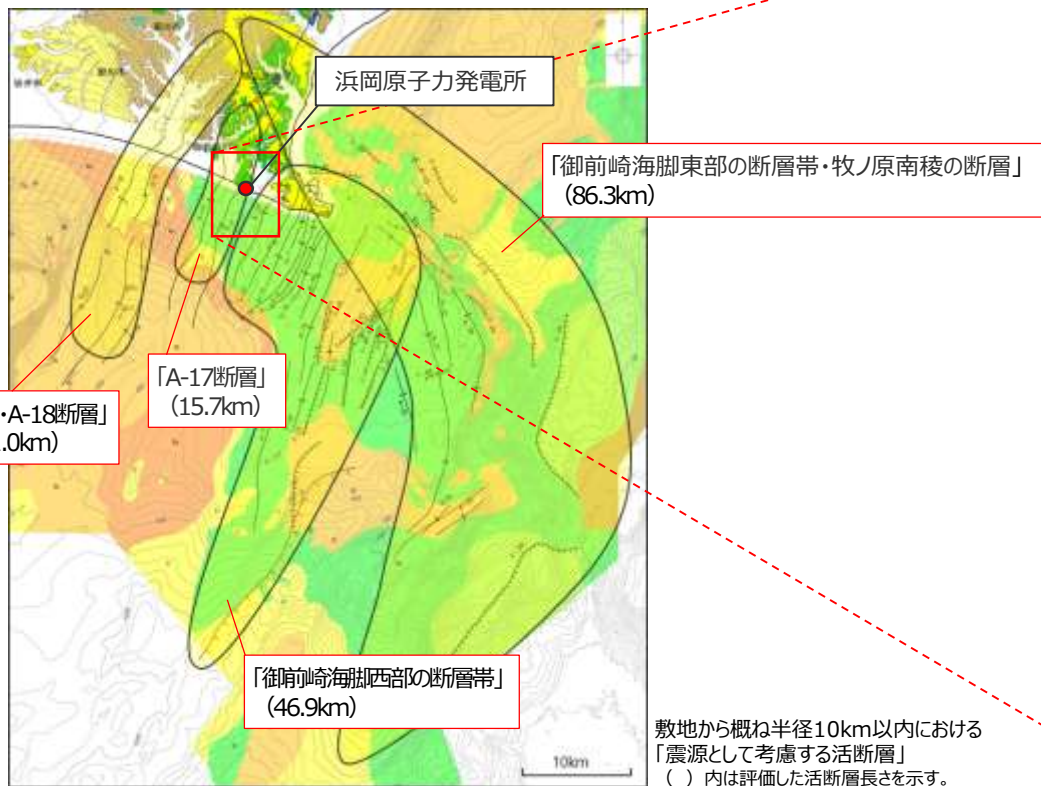 浜岡原子力発電所
「御前崎海脚東部の断層帯・牧ノ原南稜の断層」
（86.3km）
「A-17断層」
（15.7km）
・A-18断層」
.0km）
「御前崎海脚西部の断層帯」
（46.9km）
10km
敷地から概ね半径10km以内における
「震源として考慮する活断層」
（ ）内は評価した活断層長さを示す。